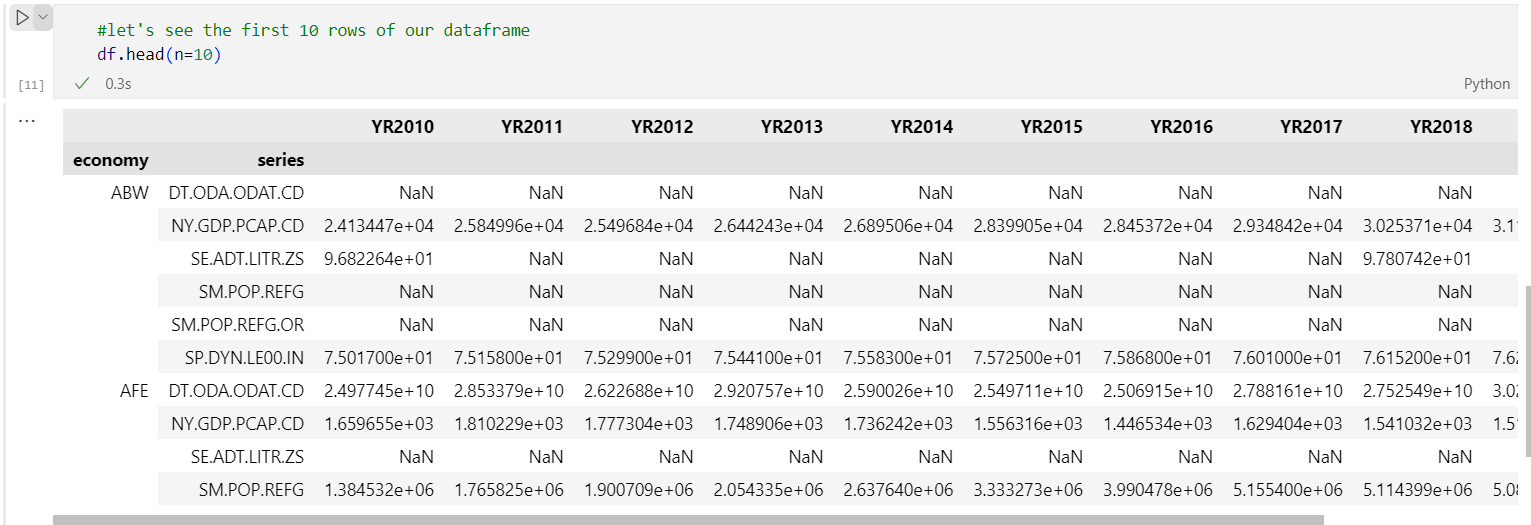 #let's see the first 10 rows of our dataframe
df.head(n=10)
[11] 0.3s Python
...
YR2010 YR2011 YR2012 YR2013 YR2014 YR2015 YR2016 YR2017 YR2018
economy series
ABW DT.ODA.ODAT.CD NaN NaN NaN NaN NaN NaN NaN NaN NaN
NY.GDP.PCAP.CD 2.413447e+04 2.584996e+04 2.549684e+04 2.644243e+04 2.689506e+04 2.839905e+04 2.845372e+04 2.934842e+04 3.025371e+04 3.11
SE.ADT.LITR.ZS 9.682264e+01 NaN NaN NaN NaN NaN NaN NaN 9.780742e+01
SM.POP.REFG NaN NaN NaN NaN NaN NaN NaN NaN NaN
SM.POP.REFG.OR NaN NaN NaN NaN NaN NaN NaN NaN NaN
SP.DYN.LE00.IN 7.501700e+01 7.515800e+01 7.529900e+01 7.544100e+01 7.558300e+01 7.572500e+01 7.586800e+01 7.601000e+01 7.615200e+01 7.62
AFE DT.ODA.ODAT.CD 2.497745e+10 2.853379e+10 2.622688e+10 2.920757e+10 2.590026e+10 2.549711e+10 2.506915e+10 2.788161e+10 2.752549e+10 3.02
NY.GDP.PCAP.CD 1.659655e+03 1.810229e+03 1.777304e+03 1.748906e+03 1.736242e+03 1.556316e+03 1.446534e+03 1.629404e+03 1.541032e+03 1.51
SE.ADT.LITR.ZS NaN NaN NaN NaN NaN NaN NaN NaN NaN
SM.POP.REFG 1.384532e+06 1.765825e+06 1.900709e+06 2.054335e+06 2.637640e+06 3.333273e+06 3.990478e+06 5.155400e+06 5.114399e+06 5.08